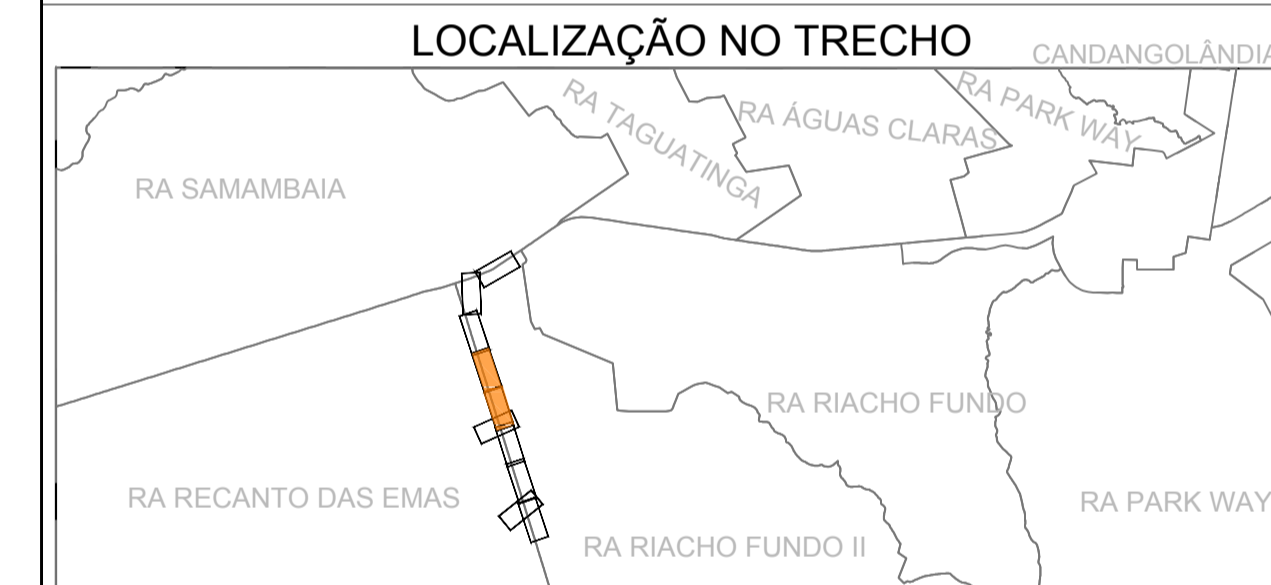 LOCALIZAÇÃO NO TRECHO
CANDANGOLÂNDIA
RA TAGUATINGA
RA ÁGUAS CLARAS
RA PARK WAY
RA SAMAMBAIA
RA RIACHO FUNDO
RA RECANTO DAS EMAS
RA PARK WAY
RA RIACHO FUNDO II